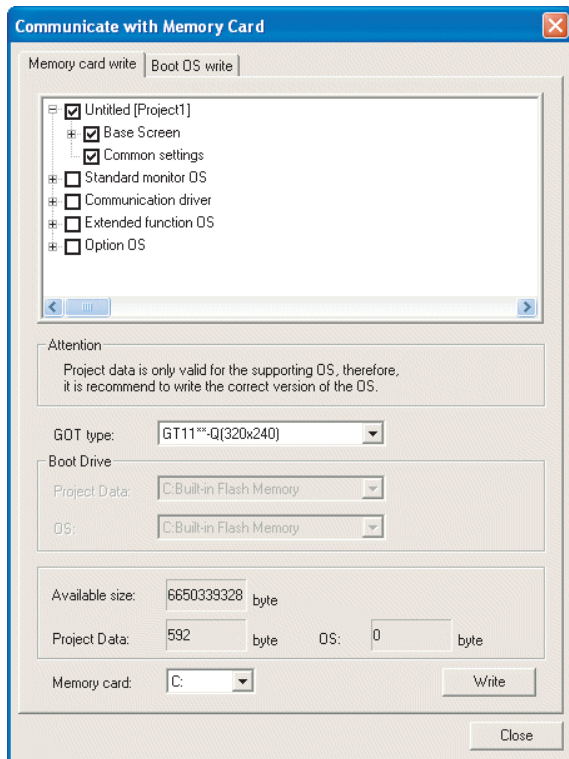 Communicate with Memory Card
Memory card write Boot OS write
Untitled [Project1]
Base Screen
Common settings
Standard monitor OS
Communication driver
Extended function OS
Option OS
Attention
Project data is only valid for the supporting OS, therefore,
it is recommend to write the correct version of the OS.
GOT type: GT11**-Q(320x240)
Boot Drive
Project Data: C:Built-in Flash Memory
OS: C:Built-in Flash Memory
Available size: 6650339328 byte
Project Data: 592 byte OS: 0 byte
Memory card: C: Write
Close